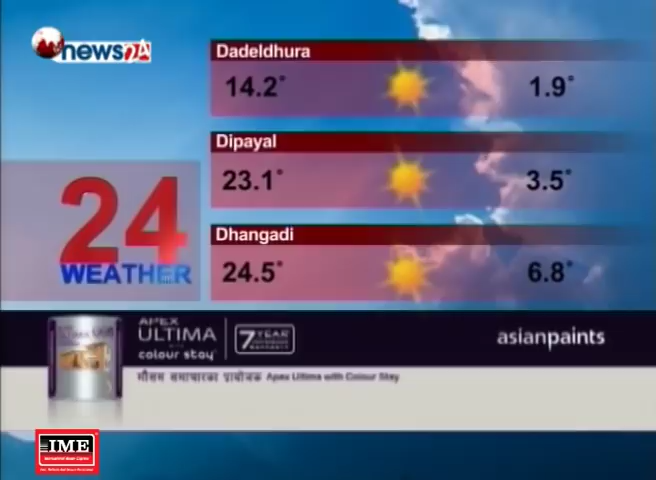 news24
Dadeldhura
14.2° 1.9°
Dipayal
23.1° 3.5°
24
WEATHER
Dhangadi
24.5° 6.8°
APEX
ULTIMA
colour stay
7 YEAR
asianpaints
मौसम समाचारका प्रायोजक Apex Ultima with Colour Stay
IME